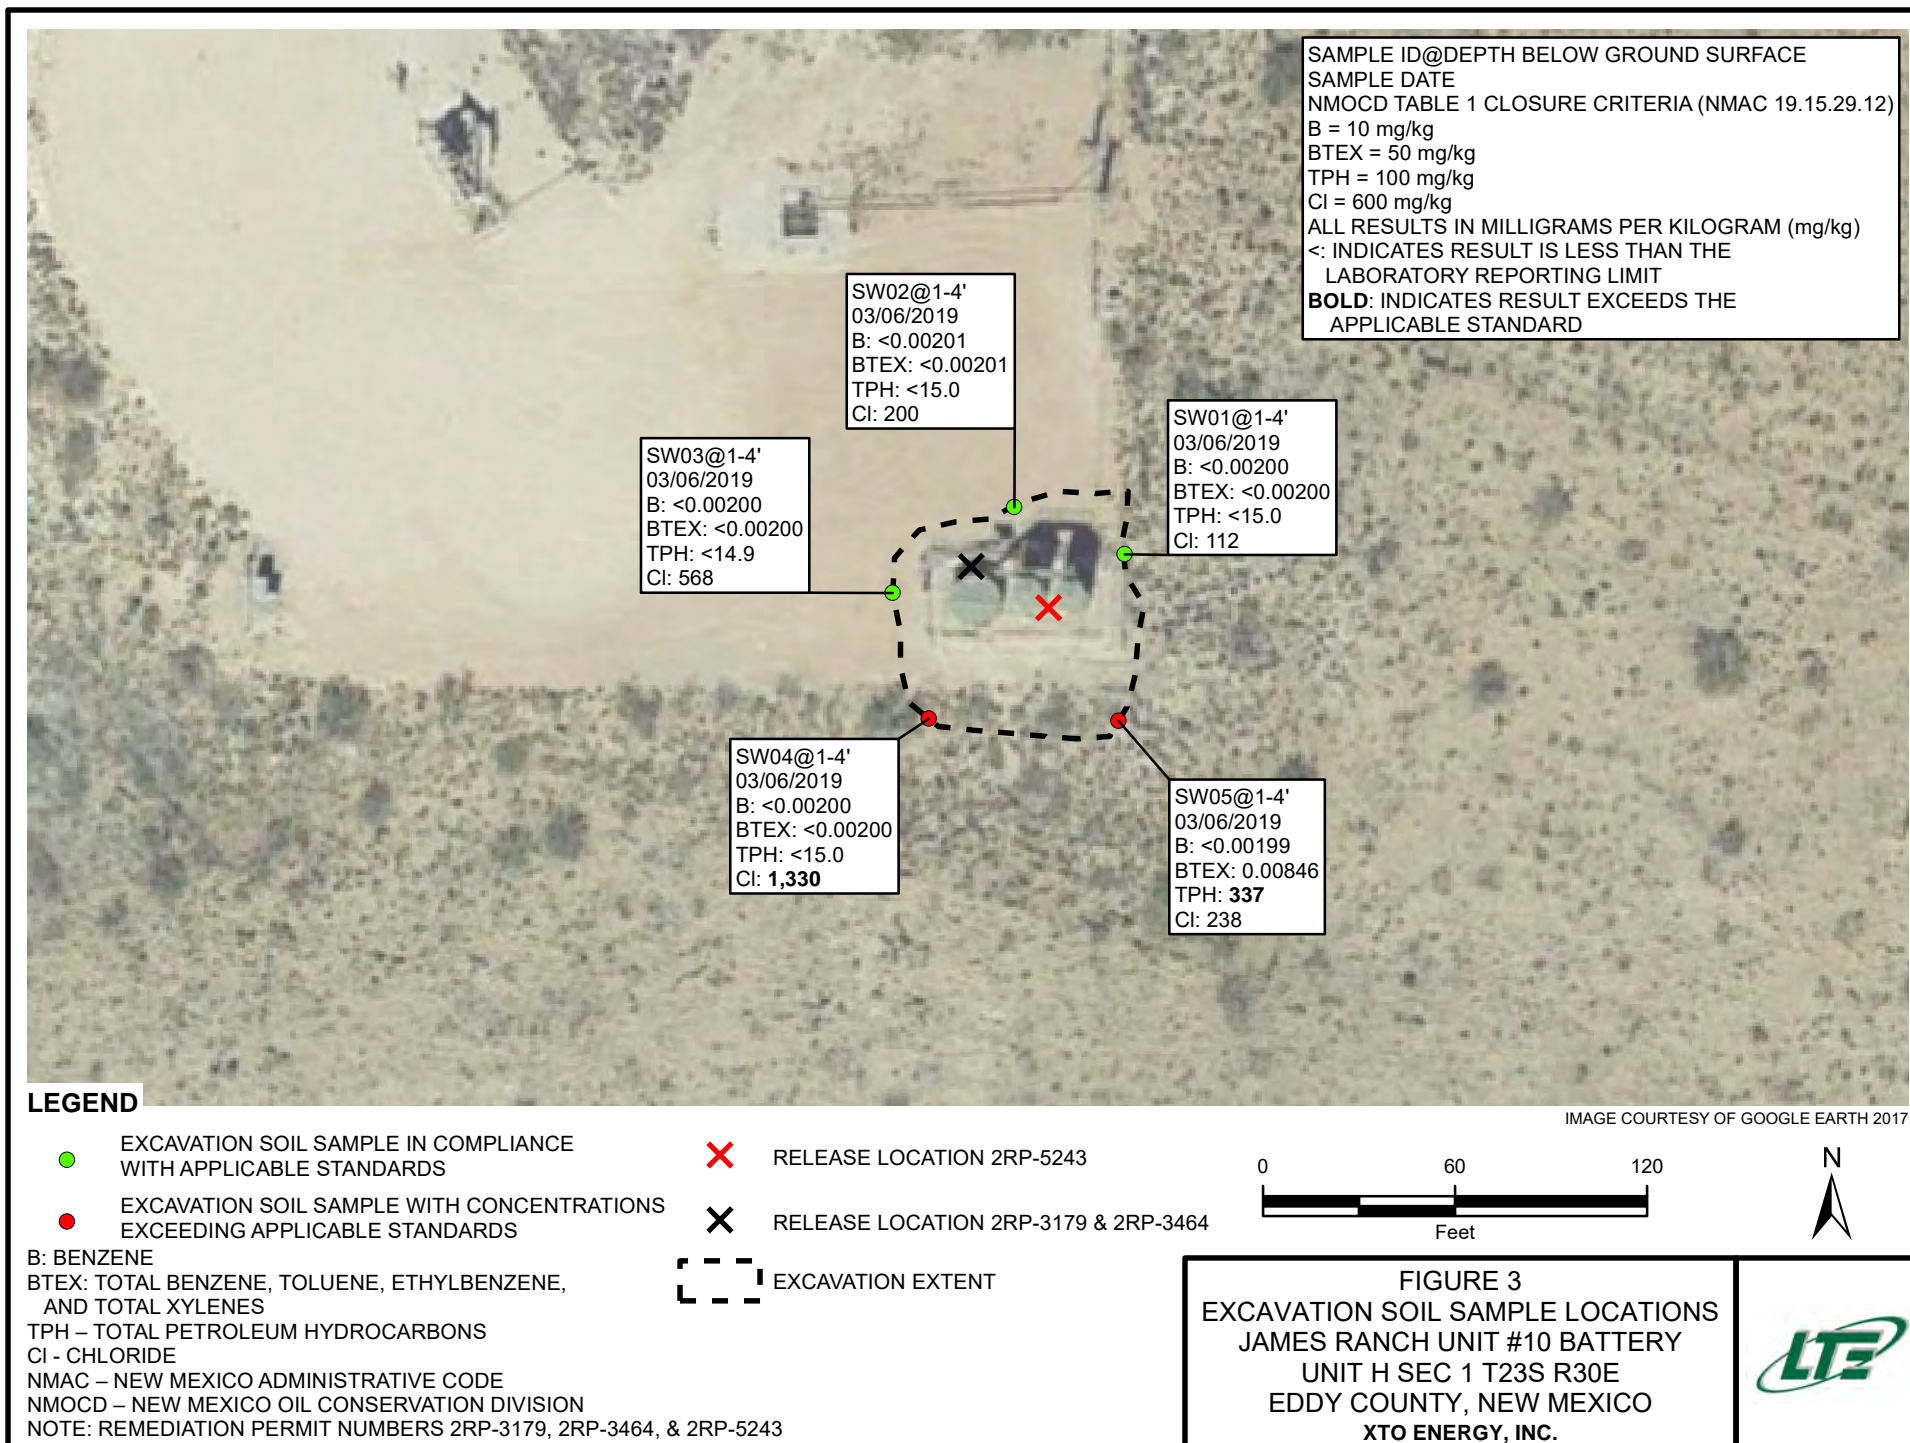 SAMPLE ID@DEPTH BELOW GROUND SURFACE
SAMPLE DATE
NMOCD TABLE 1 CLOSURE CRITERIA (NMAC 19.15.29.12)
B = 10 mg/kg
BTEX = 50 mg/kg
TPH = 100 mg/kg
Cl = 600 mg/kg
ALL RESULTS IN MILLIGRAMS PER KILOGRAM (mg/kg)
<: INDICATES RESULT IS LESS THAN THE
LABORATORY REPORTING LIMIT
BOLD: INDICATES RESULT EXCEEDS THE
APPLICABLE STANDARD
SW02@1-4'
03/06/2019
B: <0.00201
BTEX: <0.00201
TPH: <15.0
Cl: 200
SW01@1-4'
03/06/2019
B: <0.00200
BTEX: <0.00200
TPH: <15.0
Cl: 112
SW03@1-4'
03/06/2019
B: <0.00200
BTEX: <0.00200
TPH: <14.9
Cl: 568
SW04@1-4'
03/06/2019
B: <0.00200
BTEX: <0.00200
TPH: <15.0
Cl: 1,330
SW05@1-4'
03/06/2019
B: <0.00199
BTEX: 0.00846
TPH: 337
Cl: 238
LEGEND
IMAGE COURTESY OF GOOGLE EARTH 2017
EXCAVATION SOIL SAMPLE IN COMPLIANCE
WITH APPLICABLE STANDARDS
EXCAVATION SOIL SAMPLE WITH CONCENTRATIONS
EXCEEDING APPLICABLE STANDARDS
RELEASE LOCATION 2RP-5243
RELEASE LOCATION 2RP-3179 & 2RP-3464
EXCAVATION EXTENT
0 60 120
Feet
N
B: BENZENE
BTEX: TOTAL BENZENE, TOLUENE, ETHYLBENZENE,
AND TOTAL XYLENES
TPH – TOTAL PETROLEUM HYDROCARBONS
Cl - CHLORIDE
NMAC – NEW MEXICO ADMINISTRATIVE CODE
NMOCD – NEW MEXICO OIL CONSERVATION DIVISION
NOTE: REMEDIATION PERMIT NUMBERS 2RP-3179, 2RP-3464, & 2RP-5243
FIGURE 3
EXCAVATION SOIL SAMPLE LOCATIONS
JAMES RANCH UNIT #10 BATTERY
UNIT H SEC 1 T23S R30E
EDDY COUNTY, NEW MEXICO
XTO ENERGY, INC.
LTE